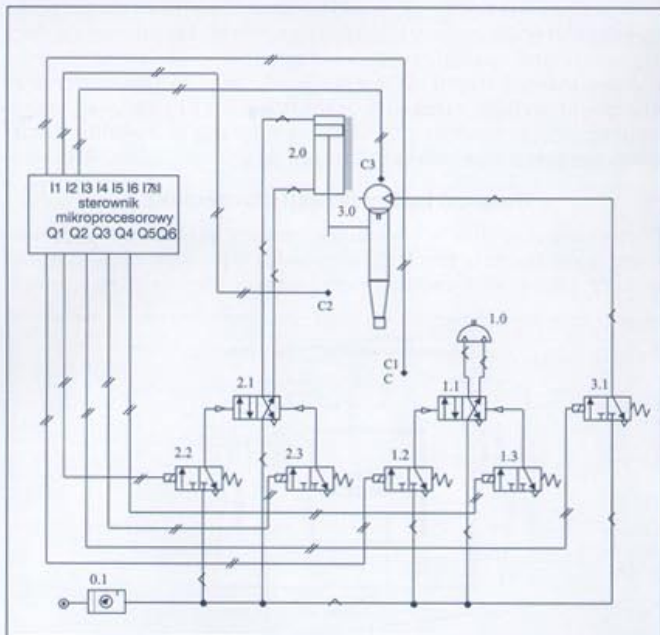 2.0
C3
I1 I2 I3 I4 I5 I6 I7
sterownik
mikroprocesorowy
Q1 Q2 Q3 Q4 Q5Q6
3.0
C2
1.0
C1
C
2.1
1.1
3.1
2.2
2.3
1.2
1.3
0.1